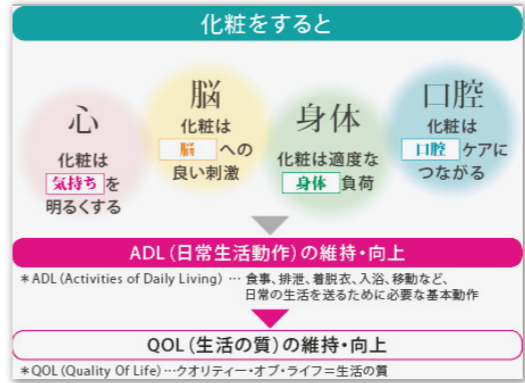 化粧をすると
心
化粧は
気持ち を
明るくする
脳
化粧は
脳 への
良い刺激
身体
化粧は適度な
身体 負荷
口腔
化粧は
口腔 ケアに
つながる
ADL(日常生活動作)の維持・向上
*ADL(Activities of Daily Living) … 食事、排泄、着脱衣、入浴、移動など、
日常の生活を送るために必要な基本動作
QOL(生活の質)の維持・向上
*QOL(Quality Of Life)…クオリティー・オブ・ライフ=生活の質